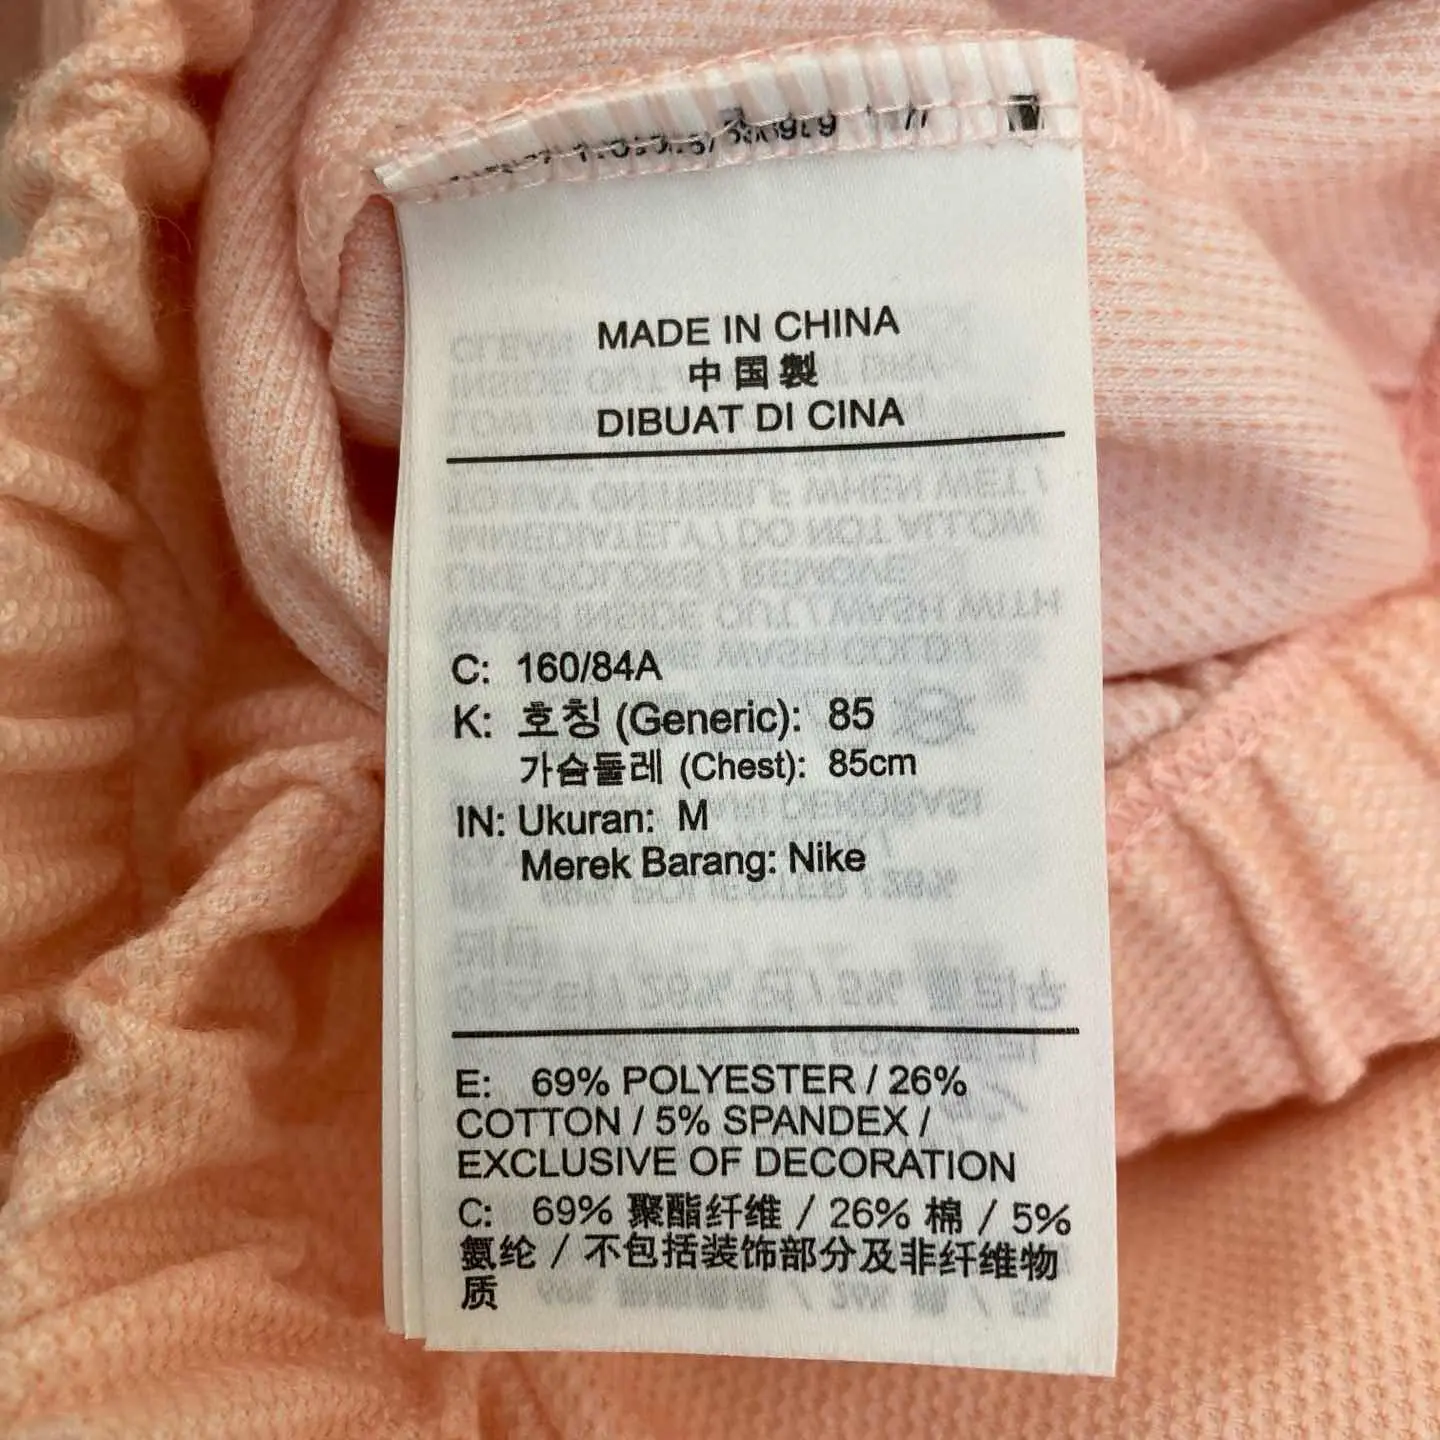 MADE IN CHINA
中国製
DIBUAT DI CINA
C: 160/84A
K: 호칭 (Generic): 85
가슴둘레 (Chest): 85cm
IN: Ukuran: M
Merek Barang: Nike
E: 69% POLYESTER / 26%
COTTON / 5% SPANDEX /
EXCLUSIVE OF DECORATION
C: 69% 聚酯纤维 / 26% 棉 / 5%
氨纶 / 不包括装饰部分及非纤维物
质